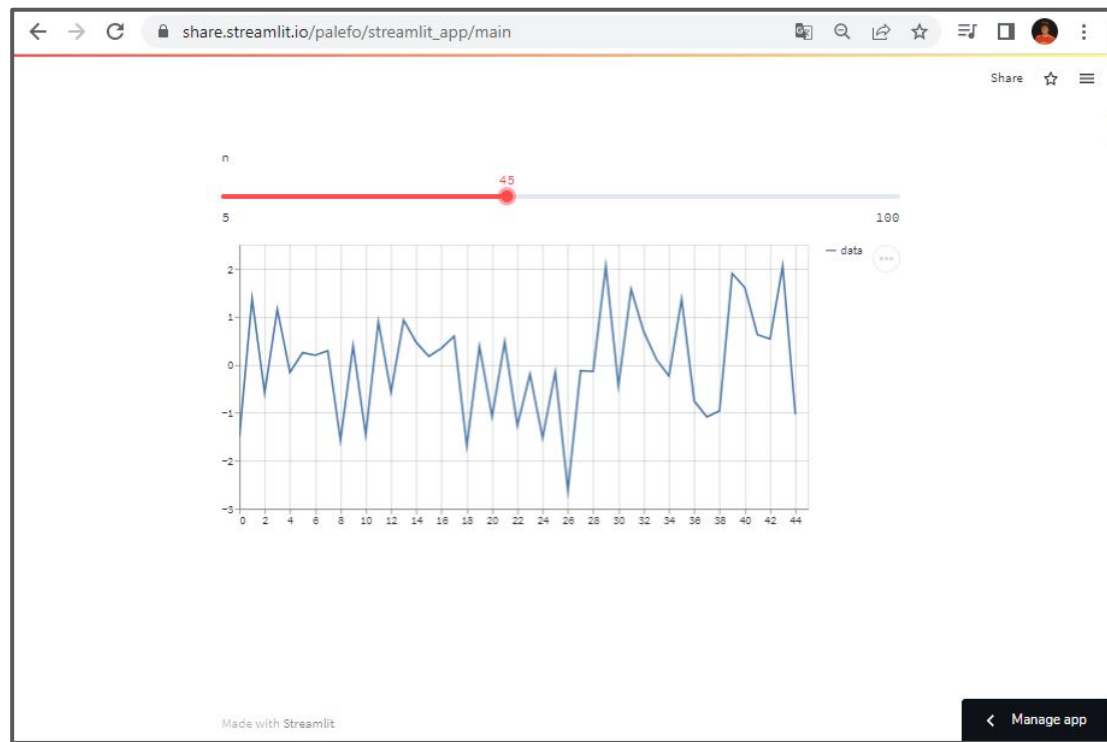 share.streamlit.io/palefo/streamlit_app/main
Share
n
45
5 100
data
2
1
0
-1
-2
-3
0 2 4 6 8 10 12 14 16 18 20 22 24 26 28 30 32 34 36 38 40 42 44
Made with Streamlit
Manage app